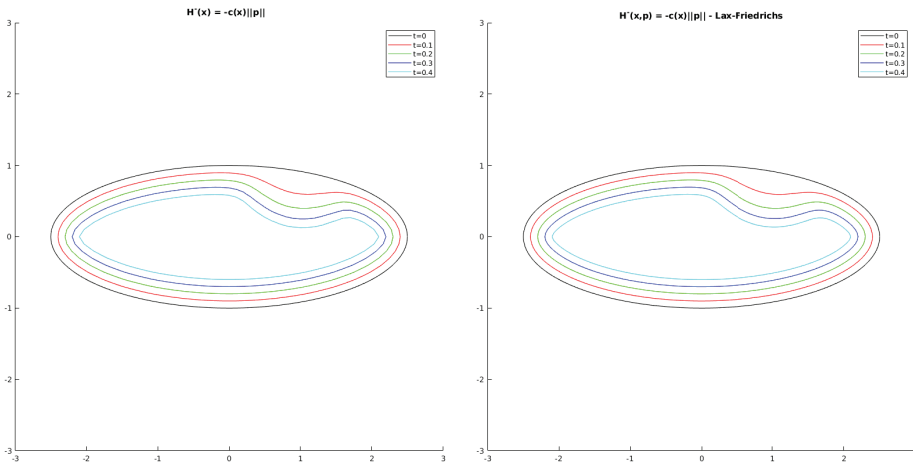 H⁻(x) = -c(x)||p||
t=0
t=0.1
t=0.2
t=0.3
t=0.4
3
2
1
0
-1
-2
-3
-3 -2 -1 0 1 2 3
H⁻(x,p) = -c(x)||p|| - Lax-Friedrichs
t=0
t=0.1
t=0.2
t=0.3
t=0.4
3
2
1
0
-1
-2
-3
-3 -2 -1 0 1 2